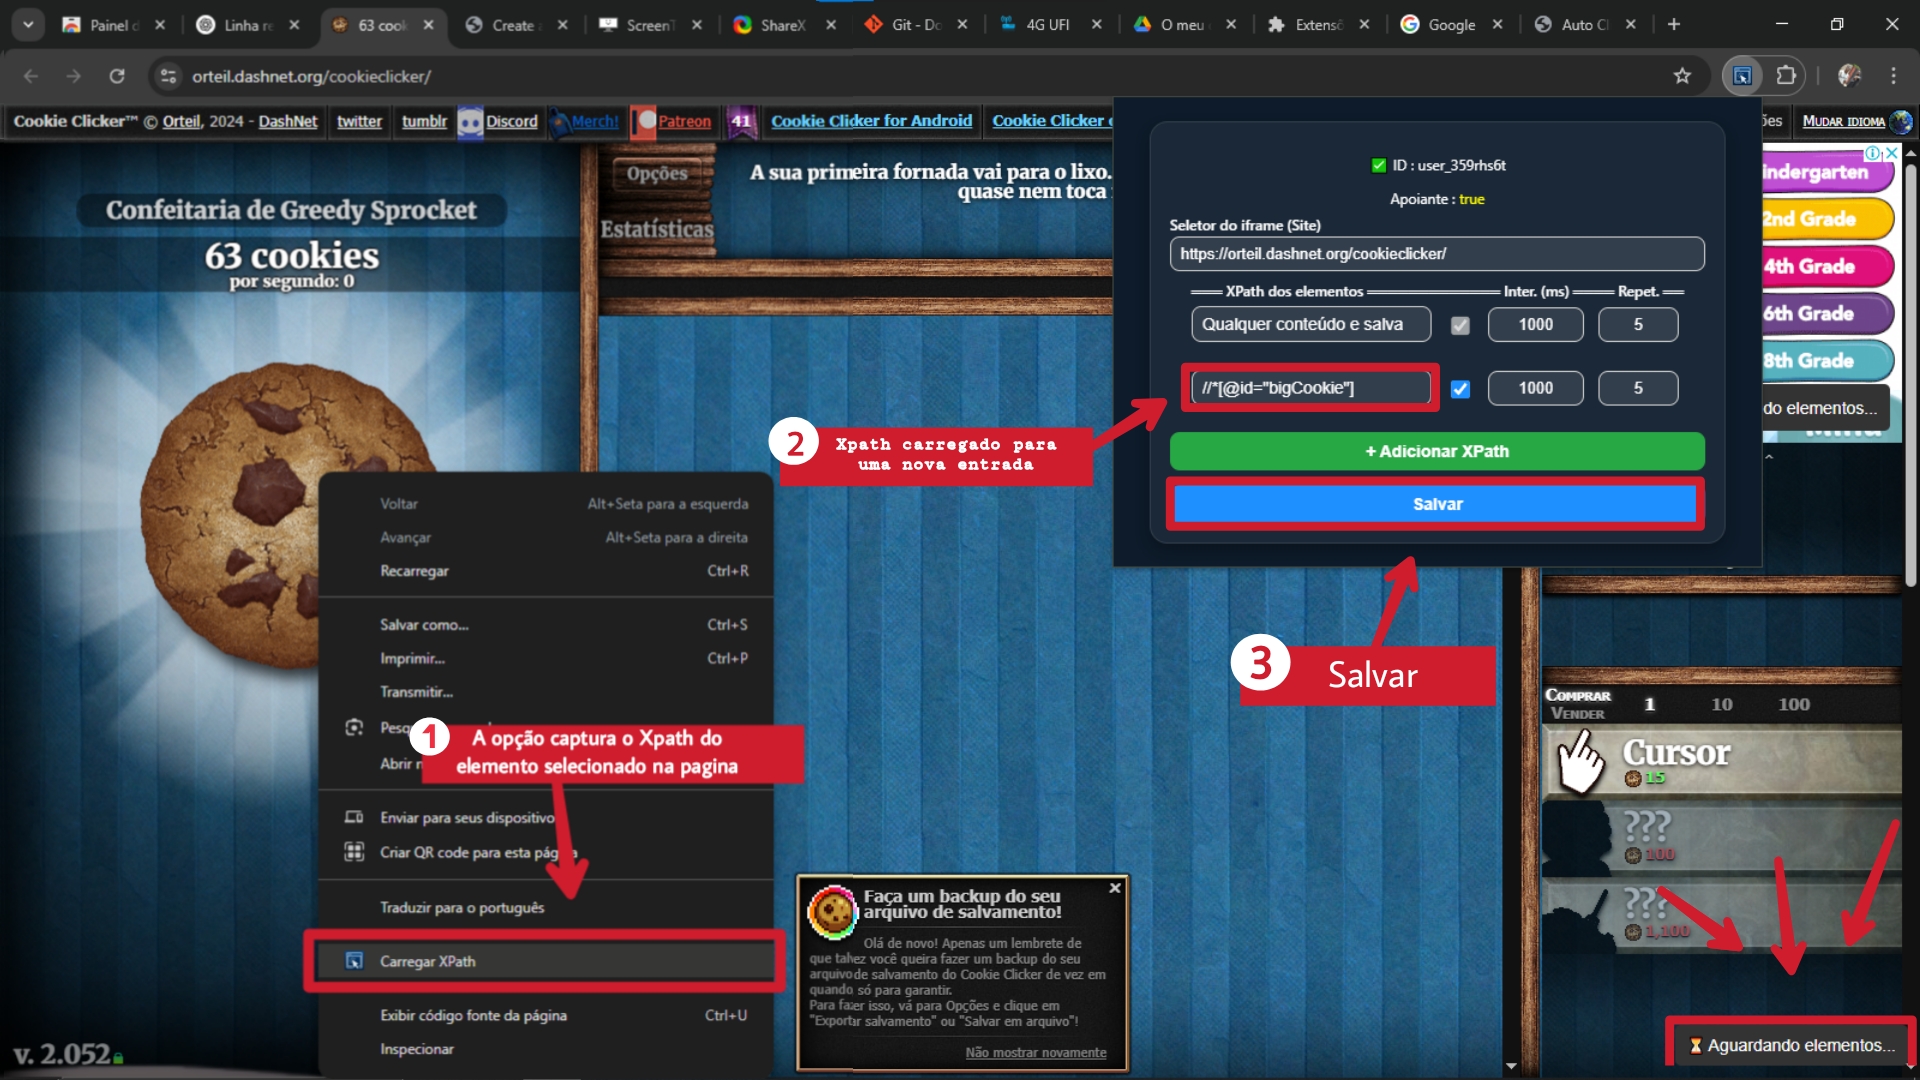 Painel d
Linha re
63 cook
Create
ScreenT
ShareX
Git - Do
4G UFI
O meu
Extensõ
Google
Auto Cl
orteil.dashnet.org/cookieclicker/
Cookie Clicker™ © Orteil, 2024 - DashNet
twitter
tumblr
Discord
Merch!
Patreon
41
Cookie Clicker for Android
Cookie Clicker
MUDAR IDIOMA
Confeitaria de Greedy Sprocket
63 cookies
por segundo: 0
Opções
Estatísticas
A sua primeira fornada vai para o lixo.
quase nem toca
✅ ID : user_359rhs6t
Apoiante : true
Seletor do iframe (Site)
https://orteil.dashnet.org/cookieclicker/
XPath dos elementos
Inter. (ms)
Repet.
Qualquer conteúdo e salva
1000
5
//*[@id="bigCookie"]
1000
5
+ Adicionar XPath
Salvar
indergarten
2nd Grade
4th Grade
6th Grade
8th Grade
do elementos...
2
Xpath carregado para
uma nova entrada
3
Salvar
Voltar
Alt+Seta para a esquerda
Avançar
Alt+Seta para a direita
Recarregar
Ctrl+R
Salvar como...
Ctrl+S
Imprimir...
Ctrl+P
Transmitir...
Pesq
Abrir
1
A opção captura o Xpath do
elemento selecionado na pagina
Enviar para seus dispositivo
Criar QR code para esta página
Traduzir para o português
Carregar XPath
Exibir código fonte da página
Ctrl+U
Inspecionar
v. 2.052
Faça um backup do seu
arquivo de salvamento!
Olá de novo! Apenas um lembrete de
que talvez você queira fazer um backup do seu
arquivo de salvamento do Cookie Clicker de vez em
quando só para garantir.
Para fazer isso, vá para Opções e clique em
"Exportar salvamento" ou "Salvar em arquivo"!
Não mostrar novamente
COMPRAR
VENDER
1
10
100
Cursor
15
???
100
???
1,100
⌛ Aguardando elementos...